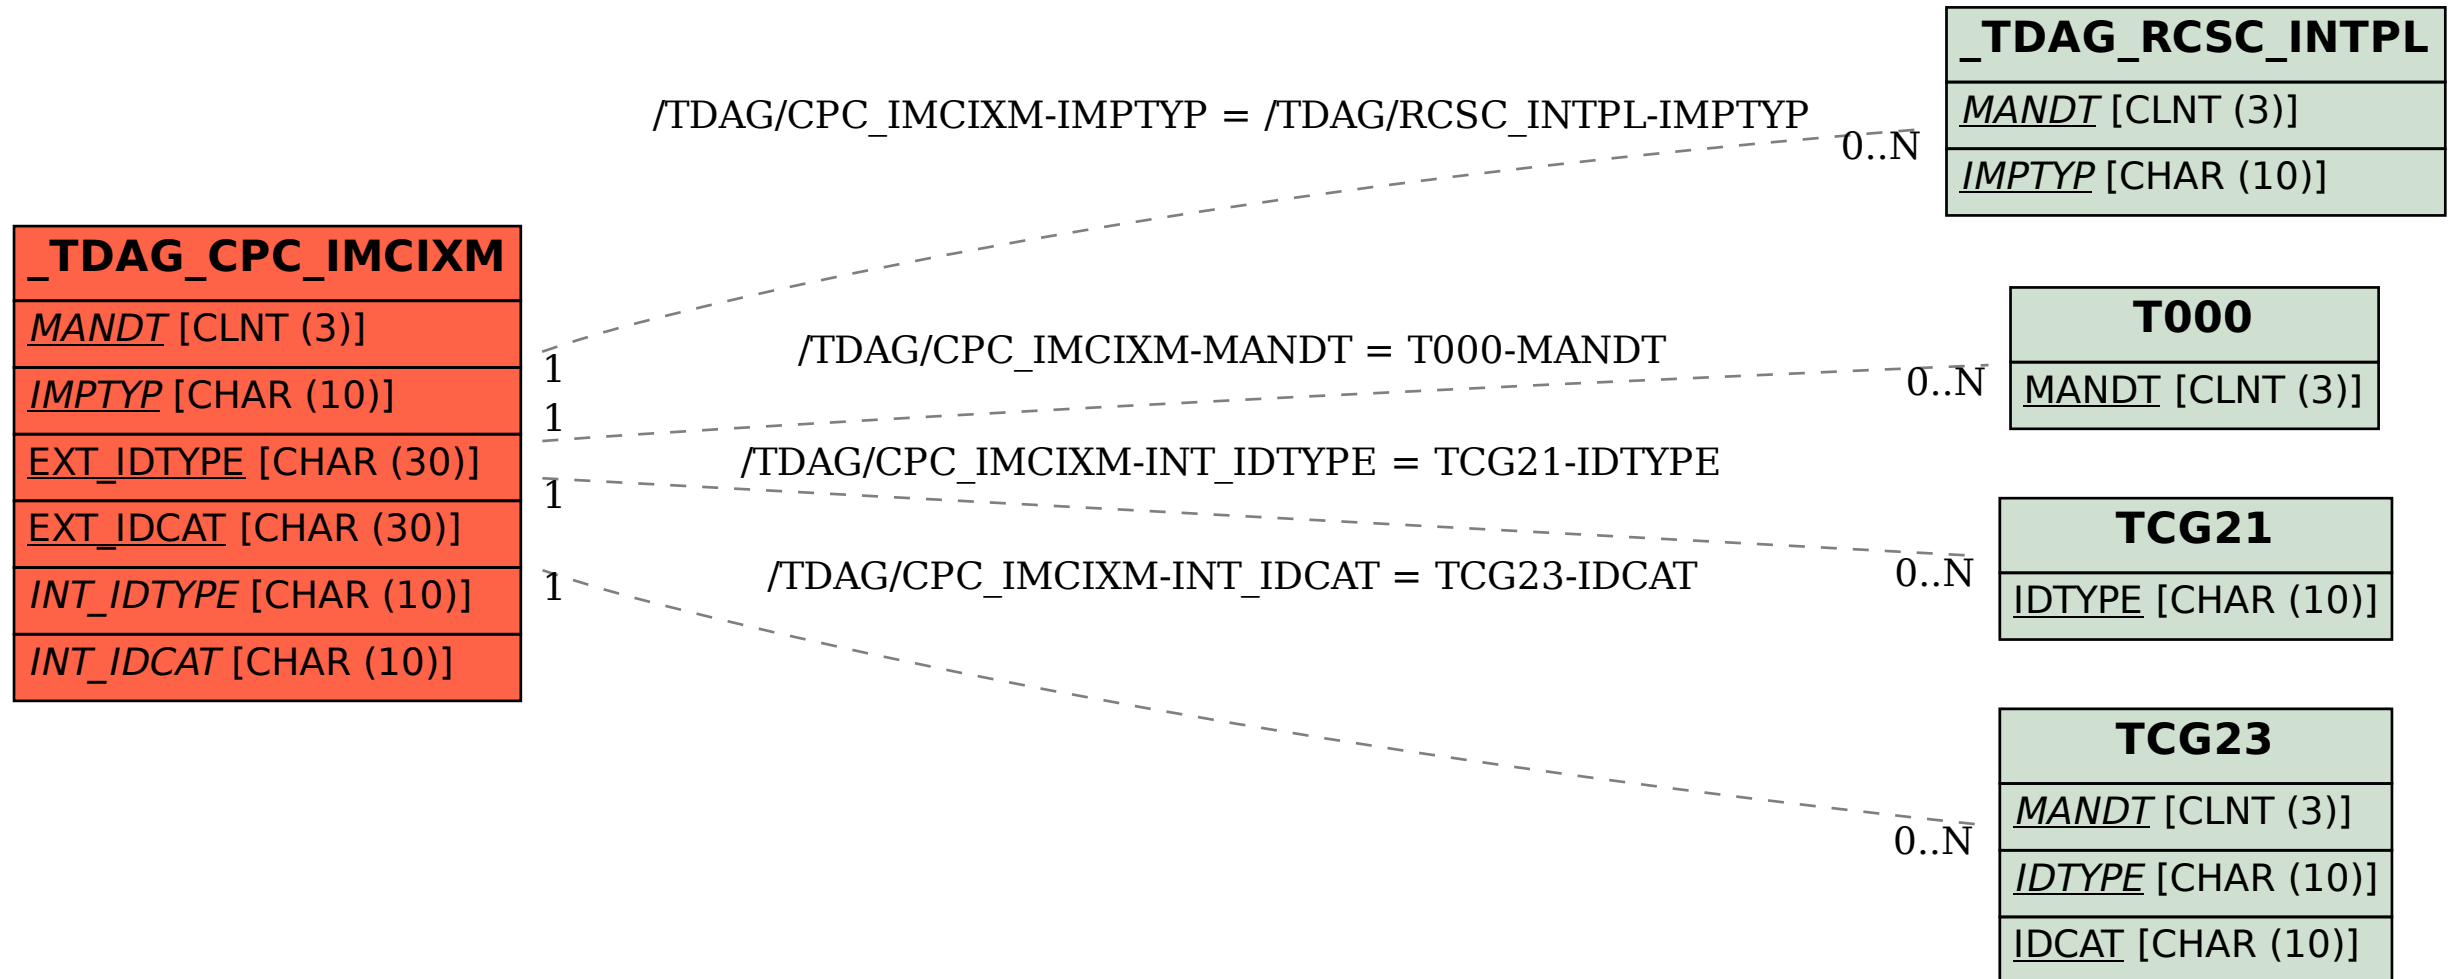 _TDAG_CPC_IMCIXM
MANDT [CLNT (3)]
IMPTYP [CHAR (10)]
EXT_IDTYPE [CHAR (30)]
EXT_IDCAT [CHAR (30)]
INT_IDTYPE [CHAR (10)]
INT_IDCAT [CHAR (10)]
/TDAG/CPC_IMCIXM-IMPTYP = /TDAG/RCSC_INTPL-IMPTYP
1
0..N
/TDAG/CPC_IMCIXM-MANDT = T000-MANDT
1
0..N
/TDAG/CPC_IMCIXM-INT_IDTYPE = TCG21-IDTYPE
1
0..N
/TDAG/CPC_IMCIXM-INT_IDCAT = TCG23-IDCAT
1
0..N
_TDAG_RCSC_INTPL
MANDT [CLNT (3)]
IMPTYP [CHAR (10)]
T000
MANDT [CLNT (3)]
TCG21
IDTYPE [CHAR (10)]
TCG23
MANDT [CLNT (3)]
IDTYPE [CHAR (10)]
IDCAT [CHAR (10)]